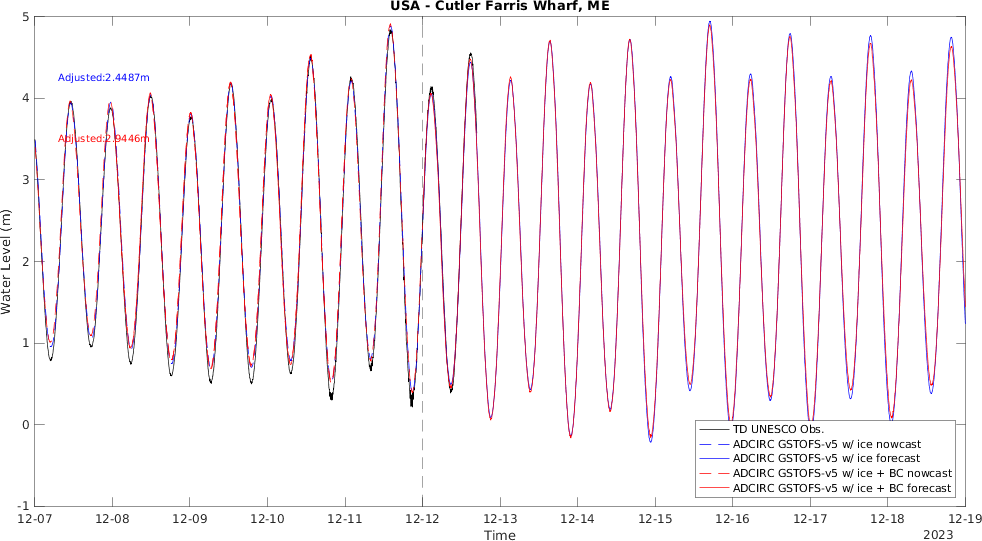 USA - Cutler Farris Wharf, ME
5
4
3
2
1
0
-1
Water Level (m)
Adjusted:2.4487m
Adjusted:2.9446m
TD UNESCO Obs.
ADCIRC GSTOFS-v5 w/ ice nowcast
ADCIRC GSTOFS-v5 w/ ice forecast
ADCIRC GSTOFS-v5 w/ ice + BC nowcast
ADCIRC GSTOFS-v5 w/ ice + BC forecast
12-07 12-08 12-09 12-10 12-11 12-12 12-13 12-14 12-15 12-16 12-17 12-18 12-19
Time
2023